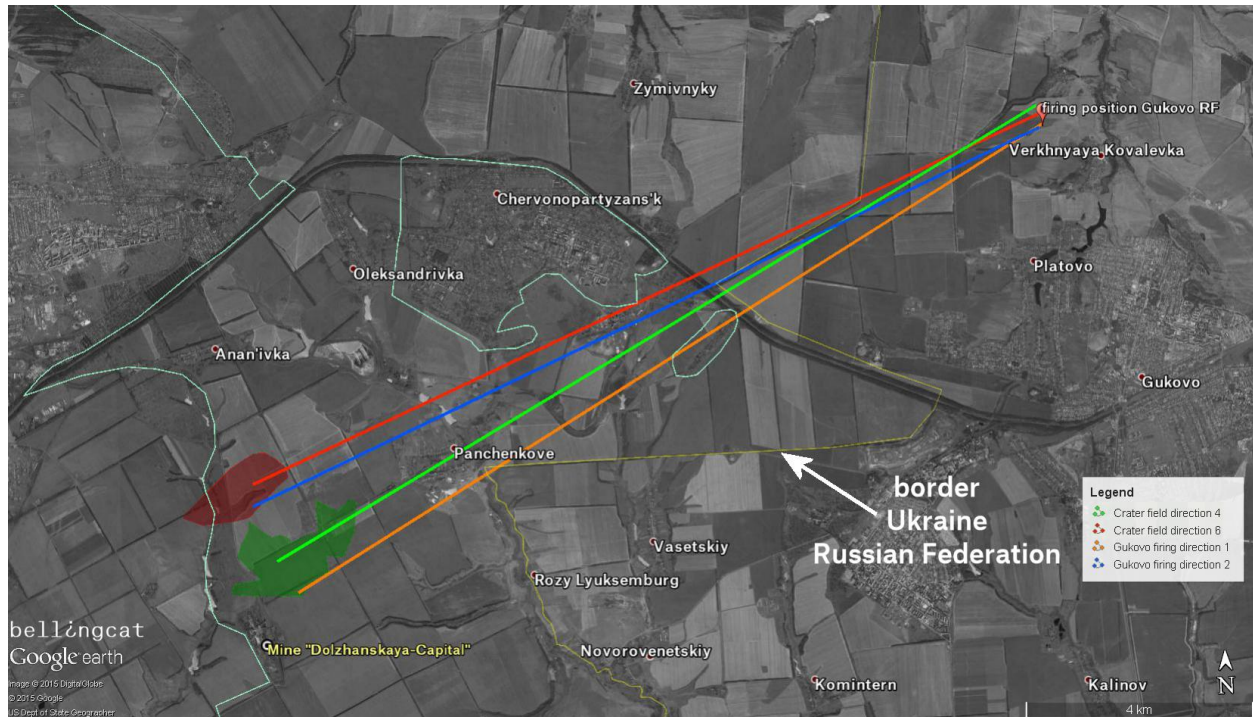 Zymivnyky
firing position Gukovo RF
Verkhnyaya Kovalevka
Chervonopartyzans'k
Oleksandrivka
Platovo
Anan'ivka
Gukovo
Panchenkove
border
Ukraine
Russian Federation
Legend
Crater field direction 4
Crater field direction 6
Gukovo firing direction 1
Gukovo firing direction 2
Vasetskiy
Rozy Lyuksemburg
bell¿ngcat
Google earth
Mine "Dolzhanskaya-Capital"
Novorovenetskiy
Komintern
Kalinov
N
Image © 2015 DigitalGlobe
© 2015 Google
US Dept of State Geographer
4 km